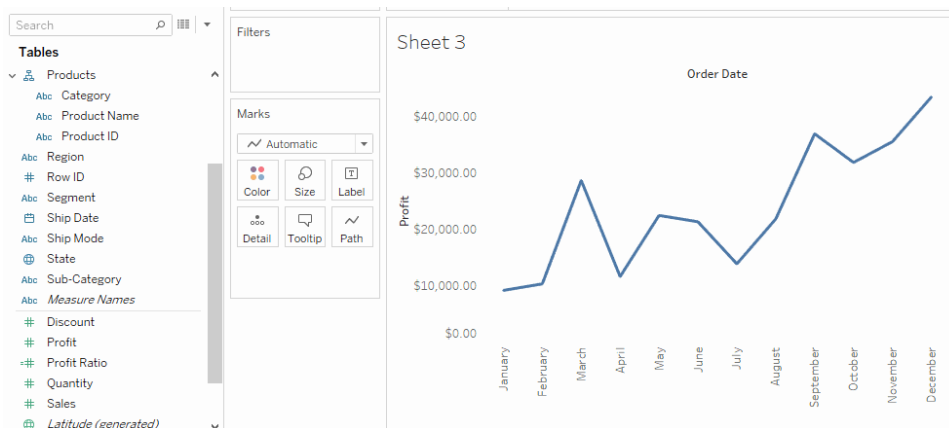 Search
Tables
Products
Abc Category
Abc Product Name
Abc Product ID
Abc Region
# Row ID
Abc Segment
Ship Date
Abc Ship Mode
State
Abc Sub-Category
Abc Measure Names
# Discount
# Profit
=# Profit Ratio
# Quantity
# Sales
Latitude (generated)
Filters
Marks
Automatic
Color
Size
T
Label
Detail
Tooltip
Path
Sheet 3
Order Date
Profit
$40,000.00
$30,000.00
$20,000.00
$10,000.00
$0.00
January
February
March
April
May
June
July
August
September
October
November
December